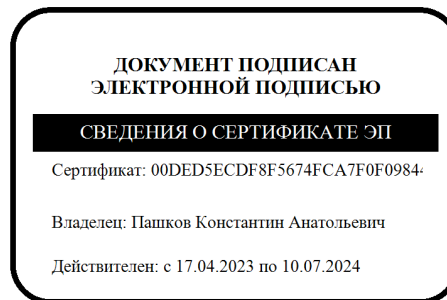 ДОКУМЕНТ ПОДПИСАН
ЭЛЕКТРОННОЙ ПОДПИСЬЮ
СВЕДЕНИЯ О СЕРТИФИКАТЕ ЭП
Сертификат: 00DED5ECDF8F5674FCA7F0F0984
Владелец: Пашков Константин Анатольевич
Действителен: с 17.04.2023 по 10.07.2024